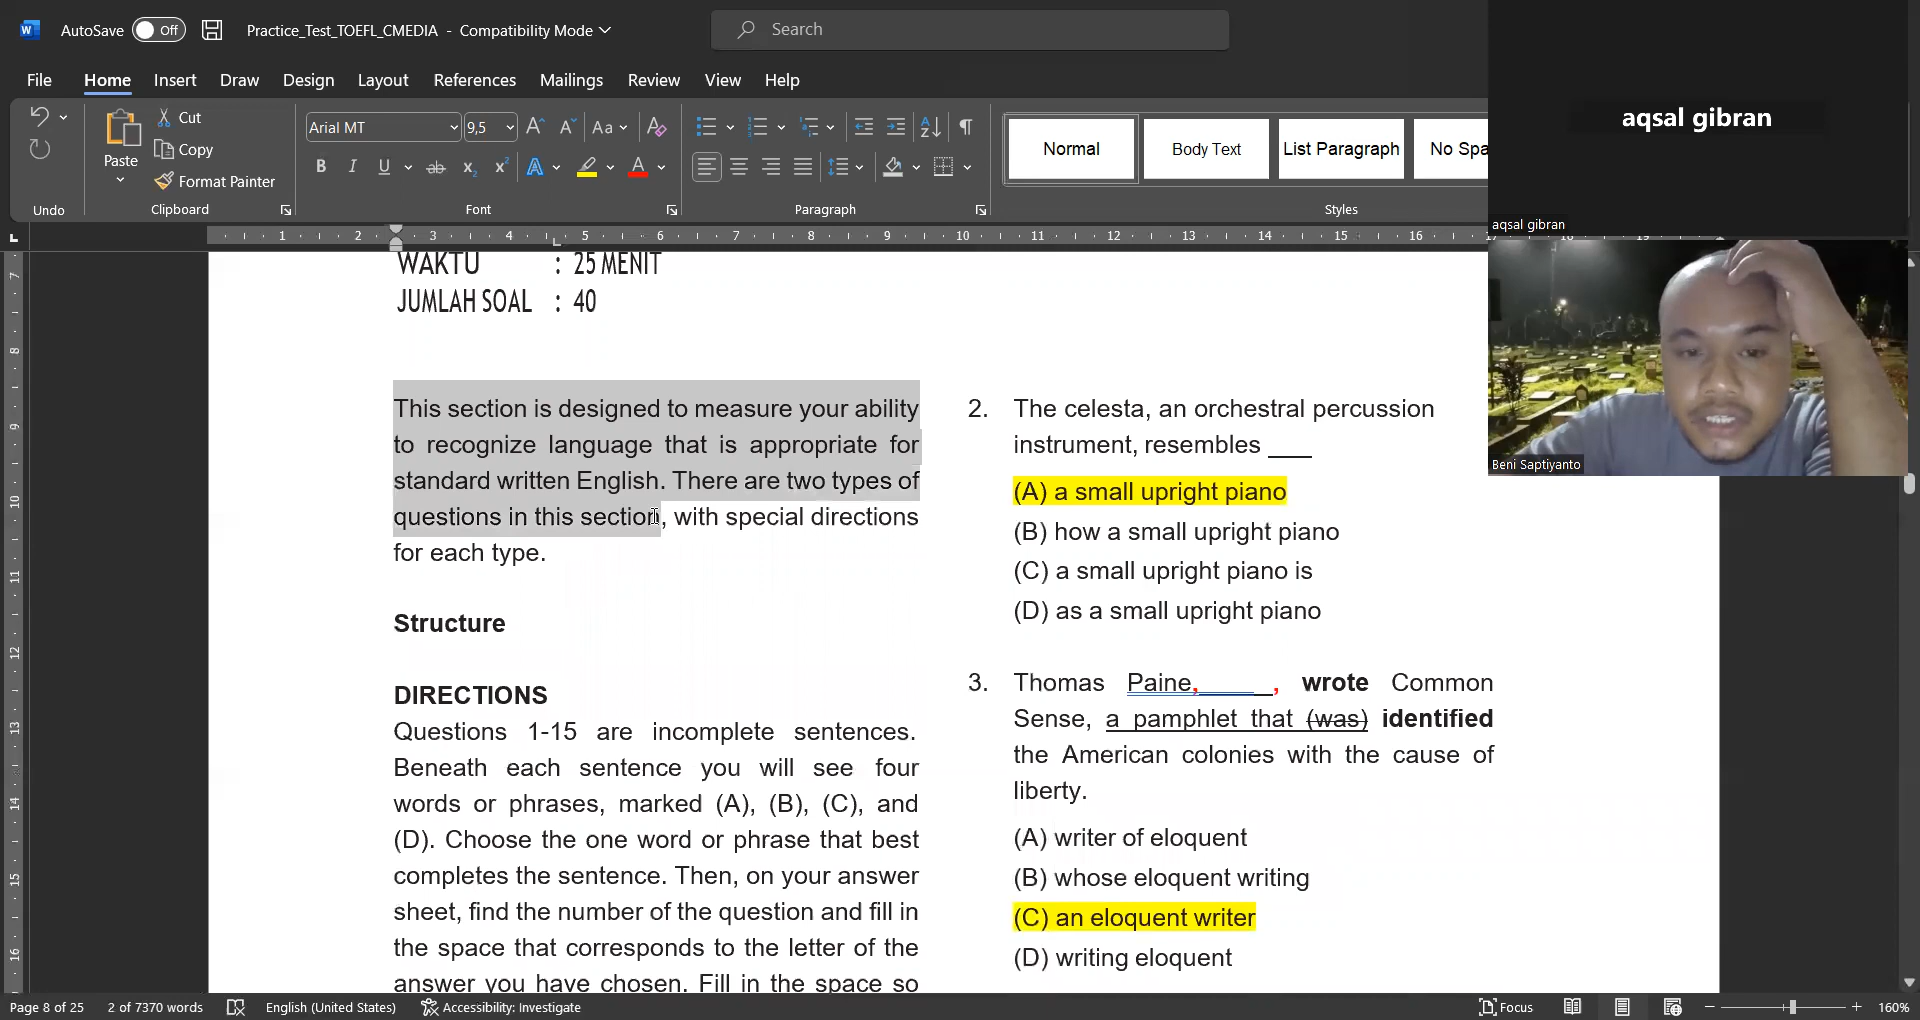 AutoSave Off Practice_Test_TOEFL_CMEDIA - Compatibility Mode Search
File Home Insert Draw Design Layout References Mailings Review View Help
Paste
Cut
Copy
Format Painter
Arial MT 9,5
Normal
Body Text
List Paragraph
No Spa
Undo Clipboard Font Paragraph Styles
aqsal gibran
aqsal gibran
Beni Saptiyanto
WAKTU : 25 MENIT
JUMLAH SOAL : 40
This section is designed to measure your ability
to recognize language that is appropriate for
standard written English. There are two types of
questions in this section, with special directions
for each type.
Structure
DIRECTIONS
Questions 1-15 are incomplete sentences.
Beneath each sentence you will see four
words or phrases, marked (A), (B), (C), and
(D). Choose the one word or phrase that best
completes the sentence. Then, on your answer
sheet, find the number of the question and fill in
the space that corresponds to the letter of the
answer you have chosen. Fill in the space so
2. The celesta, an orchestral percussion
instrument, resembles ___
(A) a small upright piano
(B) how a small upright piano
(C) a small upright piano is
(D) as a small upright piano
3. Thomas Paine,_____, wrote Common
Sense, a pamphlet that (was) identified
the American colonies with the cause of
liberty.
(A) writer of eloquent
(B) whose eloquent writing
(C) an eloquent writer
(D) writing eloquent
Page 8 of 25 2 of 7370 words English (United States) Accessibility: Investigate Focus 160%